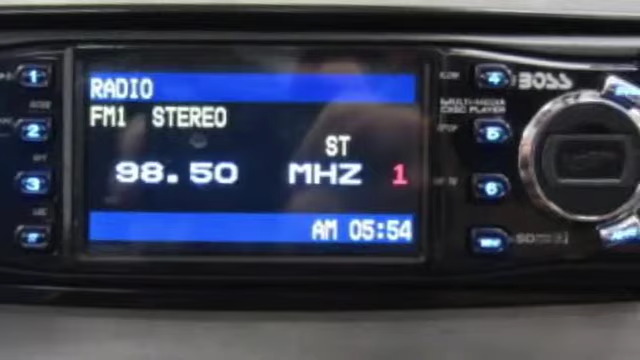 RADIO
FM1 STEREO
ST
98.50 MHZ 1
AM 05:54
1
2
3
4
5
6
BOSS
MULTI-MEDIA
DISC PLAYER
SD